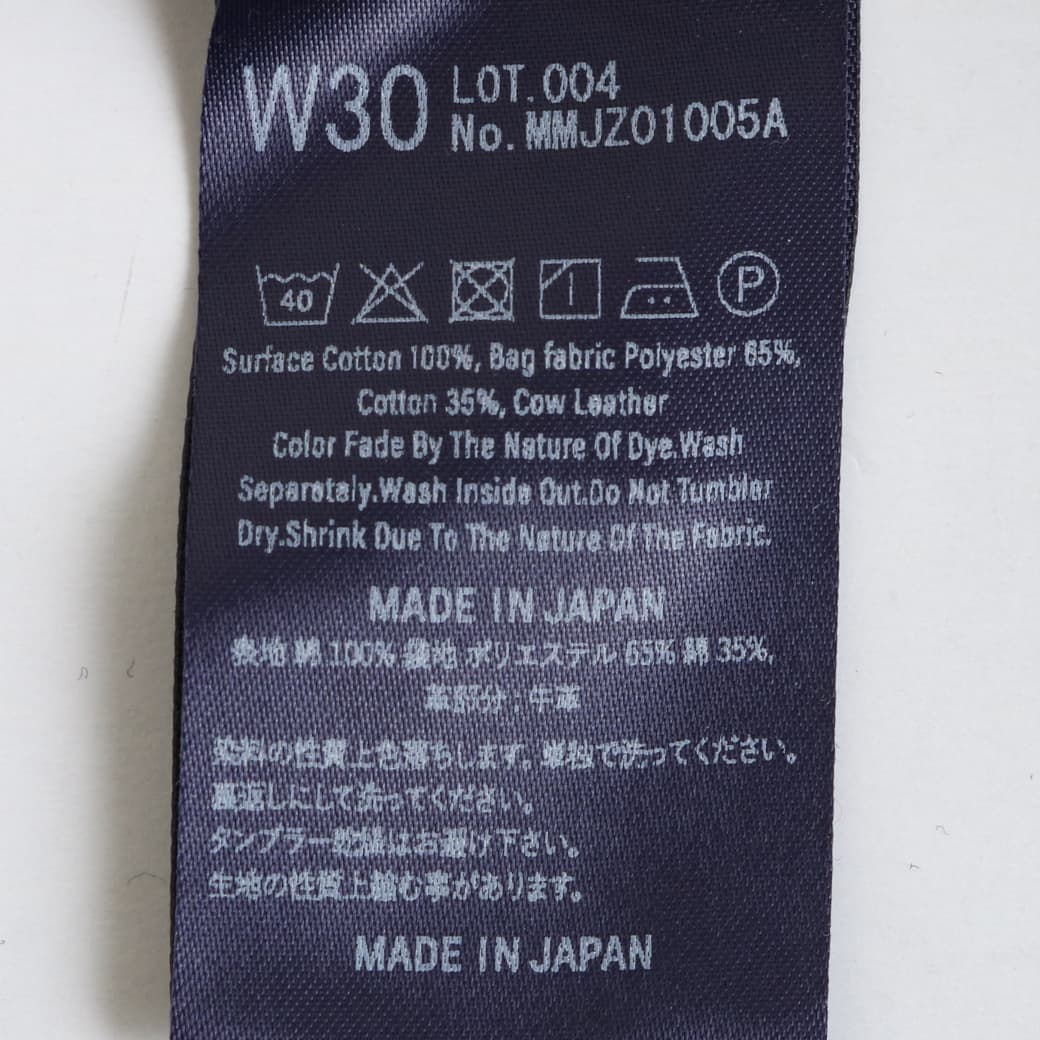 W30
LOT.004
No. MMJZ01005A
40
P
Surface Cotton 100%, Bag fabric Polyester 65%,
Cotton 35%, Cow Leather
Color Fade By The Nature Of Dye.Wash
Separetaly.Wash Inside Out.Do Not Tumbler
Dry.Shrink Due To The Nature Of The Fabric.
MADE IN JAPAN
表地 綿 100% 袋地 ポリエステル 65% 綿 35%,
革部分 : 牛革
染料の性質上色落ちします。単独で洗ってください。
裏返しにして洗ってください。
タンブラー乾燥はお避け下さい。
生地の性質上縮む事があります。
MADE IN JAPAN